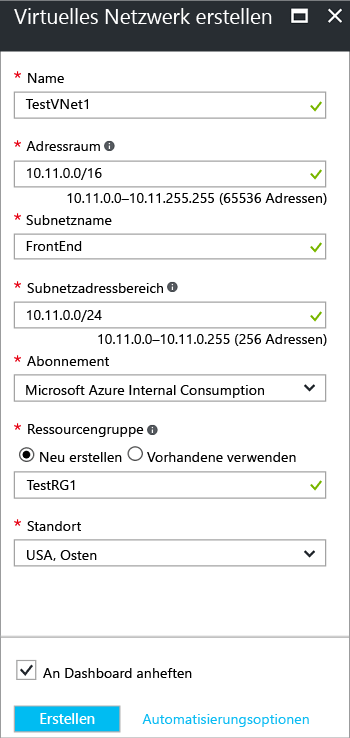 Virtuelles Netzwerk erstellen
* Name
TestVNet1
* Adressraum
10.11.0.0/16
10.11.0.0–10.11.255.255 (65536 Adressen)
* Subnetzname
FrontEnd
* Subnetzadressbereich
10.11.0.0/24
10.11.0.0–10.11.0.255 (256 Adressen)
* Abonnement
Microsoft Azure Internal Consumption
* Ressourcengruppe
Neu erstellen Vorhandene verwenden
TestRG1
* Standort
USA, Osten
An Dashboard anheften
Erstellen Automatisierungsoptionen